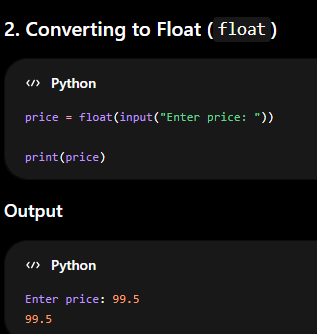 2. Converting to Float (float)
Python
price = float(input("Enter price: "))
print(price)
Output
Python
Enter price: 99.5
99.5